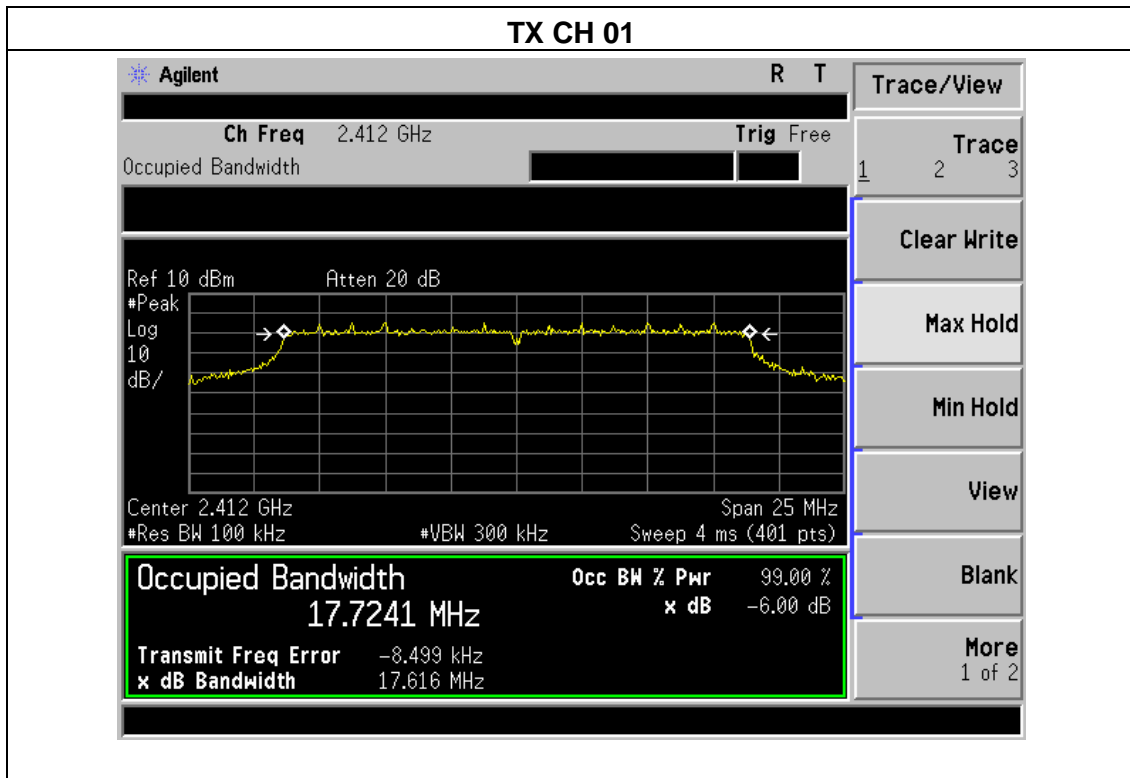 TX CH 01
Agilent R T
Ch Freq 2.412 GHz Trig Free
Occupied Bandwidth
Ref 10 dBm Atten 20 dB
#Peak
Log
10
dB/
Center 2.412 GHz Span 25 MHz
#Res BW 100 kHz #VBW 300 kHz Sweep 4 ms (401 pts)
Occupied Bandwidth Occ BW % Pwr 99.00 %
17.7241 MHz x dB -6.00 dB
Transmit Freq Error -8.499 kHz
x dB Bandwidth 17.616 MHz
Trace/View
Trace
1 2 3
Clear Write
Max Hold
Min Hold
View
Blank
More
1 of 2